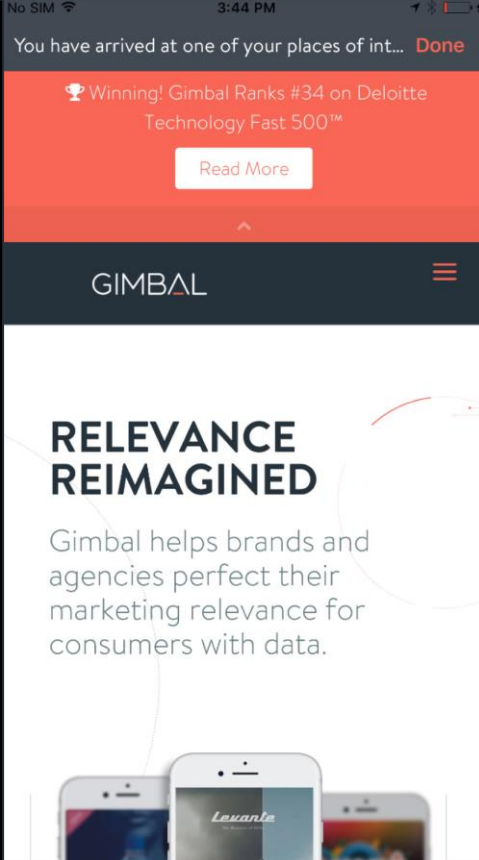 No SIM 3:44 PM
You have arrived at one of your places of int... Done
Winning! Gimbal Ranks #34 on Deloitte
Technology Fast 500™
Read More
GIMBAL
RELEVANCE
REIMAGINED
Gimbal helps brands and
agencies perfect their
marketing relevance for
consumers with data.
Levante